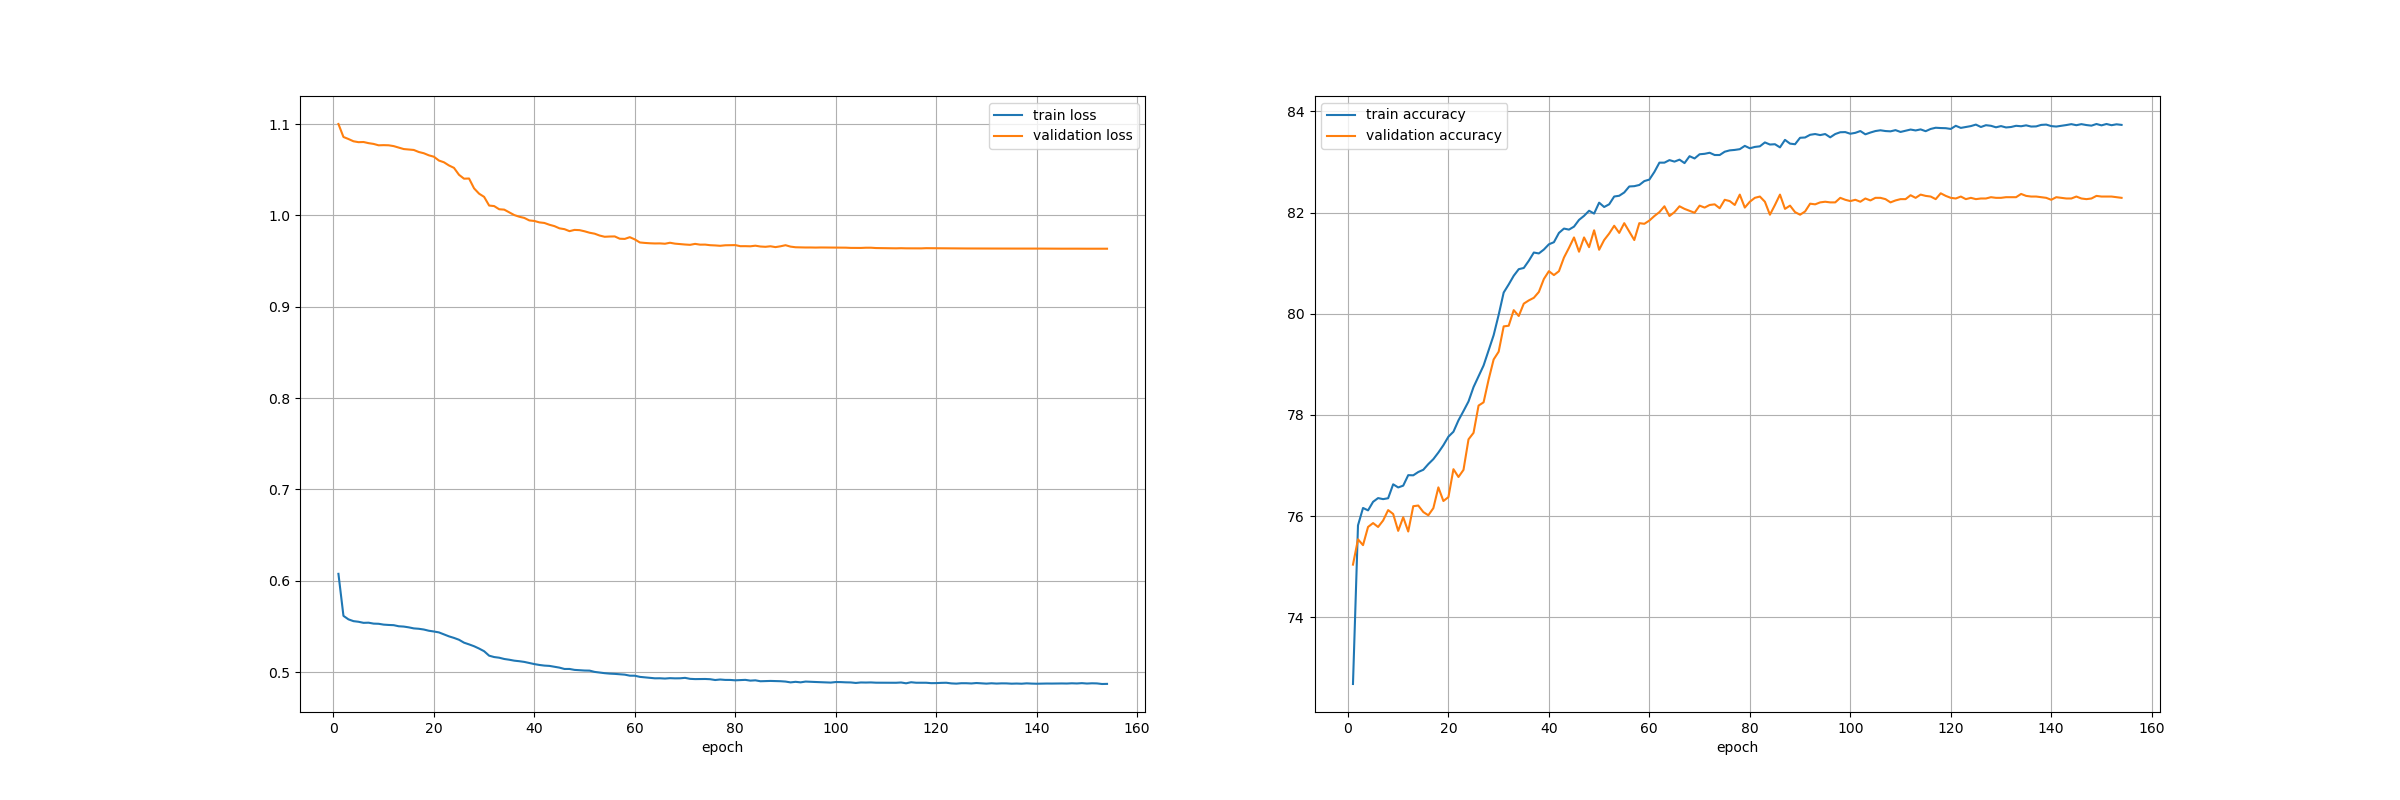 train loss
validation loss
1.1
1.0
0.9
0.8
0.7
0.6
0.5
0 20 40 60 80 100 120 140 160
epoch
train accuracy
validation accuracy
84
82
80
78
76
74
0 20 40 60 80 100 120 140 160
epoch